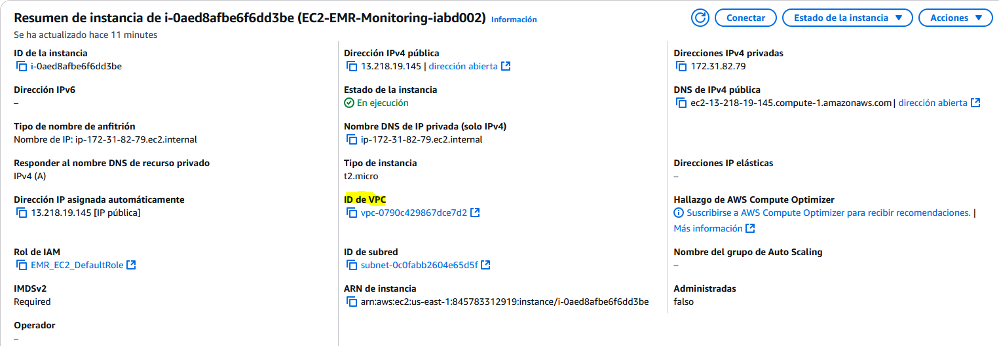 Resumen de instancia de i-0aed8afbe6f6dd3be (EC2-EMR-Monitoring-iabd002) Información
Conectar
Estado de la instancia
Acciones
Se ha actualizado hace 11 minutes
ID de la instancia
i-0aed8afbe6f6dd3be
Dirección IPv4 pública
13.218.19.145 | dirección abierta
Direcciones IPv4 privadas
172.31.82.79
Dirección IPv6
–
Estado de la instancia
En ejecución
DNS de IPv4 pública
ec2-13-218-19-145.compute-1.amazonaws.com | dirección abierta
Tipo de nombre de anfitrión
Nombre de IP: ip-172-31-82-79.ec2.internal
Nombre DNS de IP privada (solo IPv4)
ip-172-31-82-79.ec2.internal
Responder al nombre DNS de recurso privado
IPv4 (A)
Tipo de instancia
t2.micro
Direcciones IP elásticas
–
Dirección IP asignada automáticamente
13.218.19.145 [IP pública]
ID de VPC
vpc-0790c429867dce7d2
Hallazgo de AWS Compute Optimizer
Suscribirse a AWS Compute Optimizer para recibir recomendaciones. |
Más información
Rol de IAM
EMR_EC2_DefaultRole
ID de subred
subnet-0c0fabb2604e65d5f
Nombre del grupo de Auto Scaling
–
IMDSv2
Required
ARN de instancia
arn:aws:ec2:us-east-1:845783312919:instance/i-0aed8afbe6f6dd3be
Administradas
falso
Operador
–